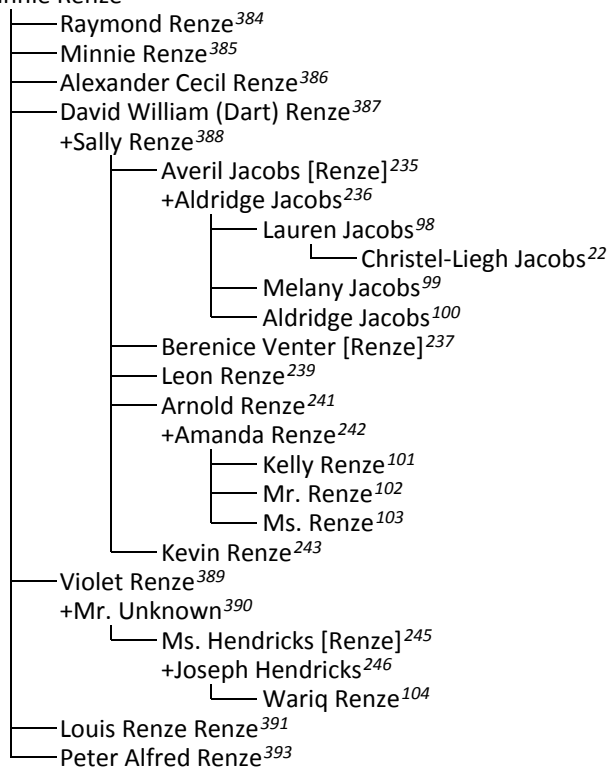 Raymond Renze384
Minnie Renze385
Alexander Cecil Renze386
David William (Dart) Renze387
+Sally Renze388
Averil Jacobs [Renze]235
+Aldridge Jacobs236
Lauren Jacobs98
Christel-Liegh Jacobs22
Melany Jacobs99
Aldridge Jacobs100
Berenice Venter [Renze]237
Leon Renze239
Arnold Renze241
+Amanda Renze242
Kelly Renze101
Mr. Renze102
Ms. Renze103
Kevin Renze243
Violet Renze389
+Mr. Unknown390
Ms. Hendricks [Renze]245
+Joseph Hendricks246
Wariq Renze104
Louis Renze Renze391
Peter Alfred Renze393